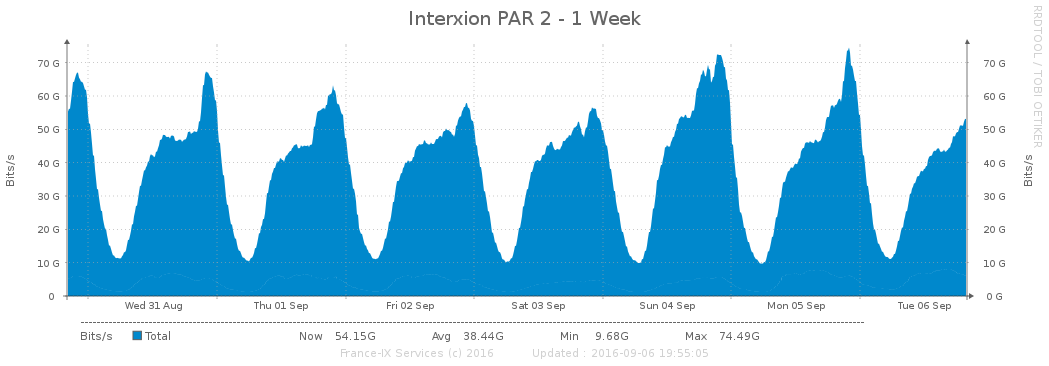 Interxion PAR 2 - 1 Week
RRDTOOL / TOBI OETIKER
Bits/s
Bits/s
70 G 70 G
60 G 60 G
50 G 50 G
40 G 40 G
30 G 30 G
20 G 20 G
10 G 10 G
0 0 G
Wed 31 Aug Thu 01 Sep Fri 02 Sep Sat 03 Sep Sun 04 Sep Mon 05 Sep Tue 06 Sep
Bits/s Total Now 54.15G Avg 38.44G Min 9.68G Max 74.49G
France-IX Services (c) 2016 Updated : 2016-09-06 19:55:05